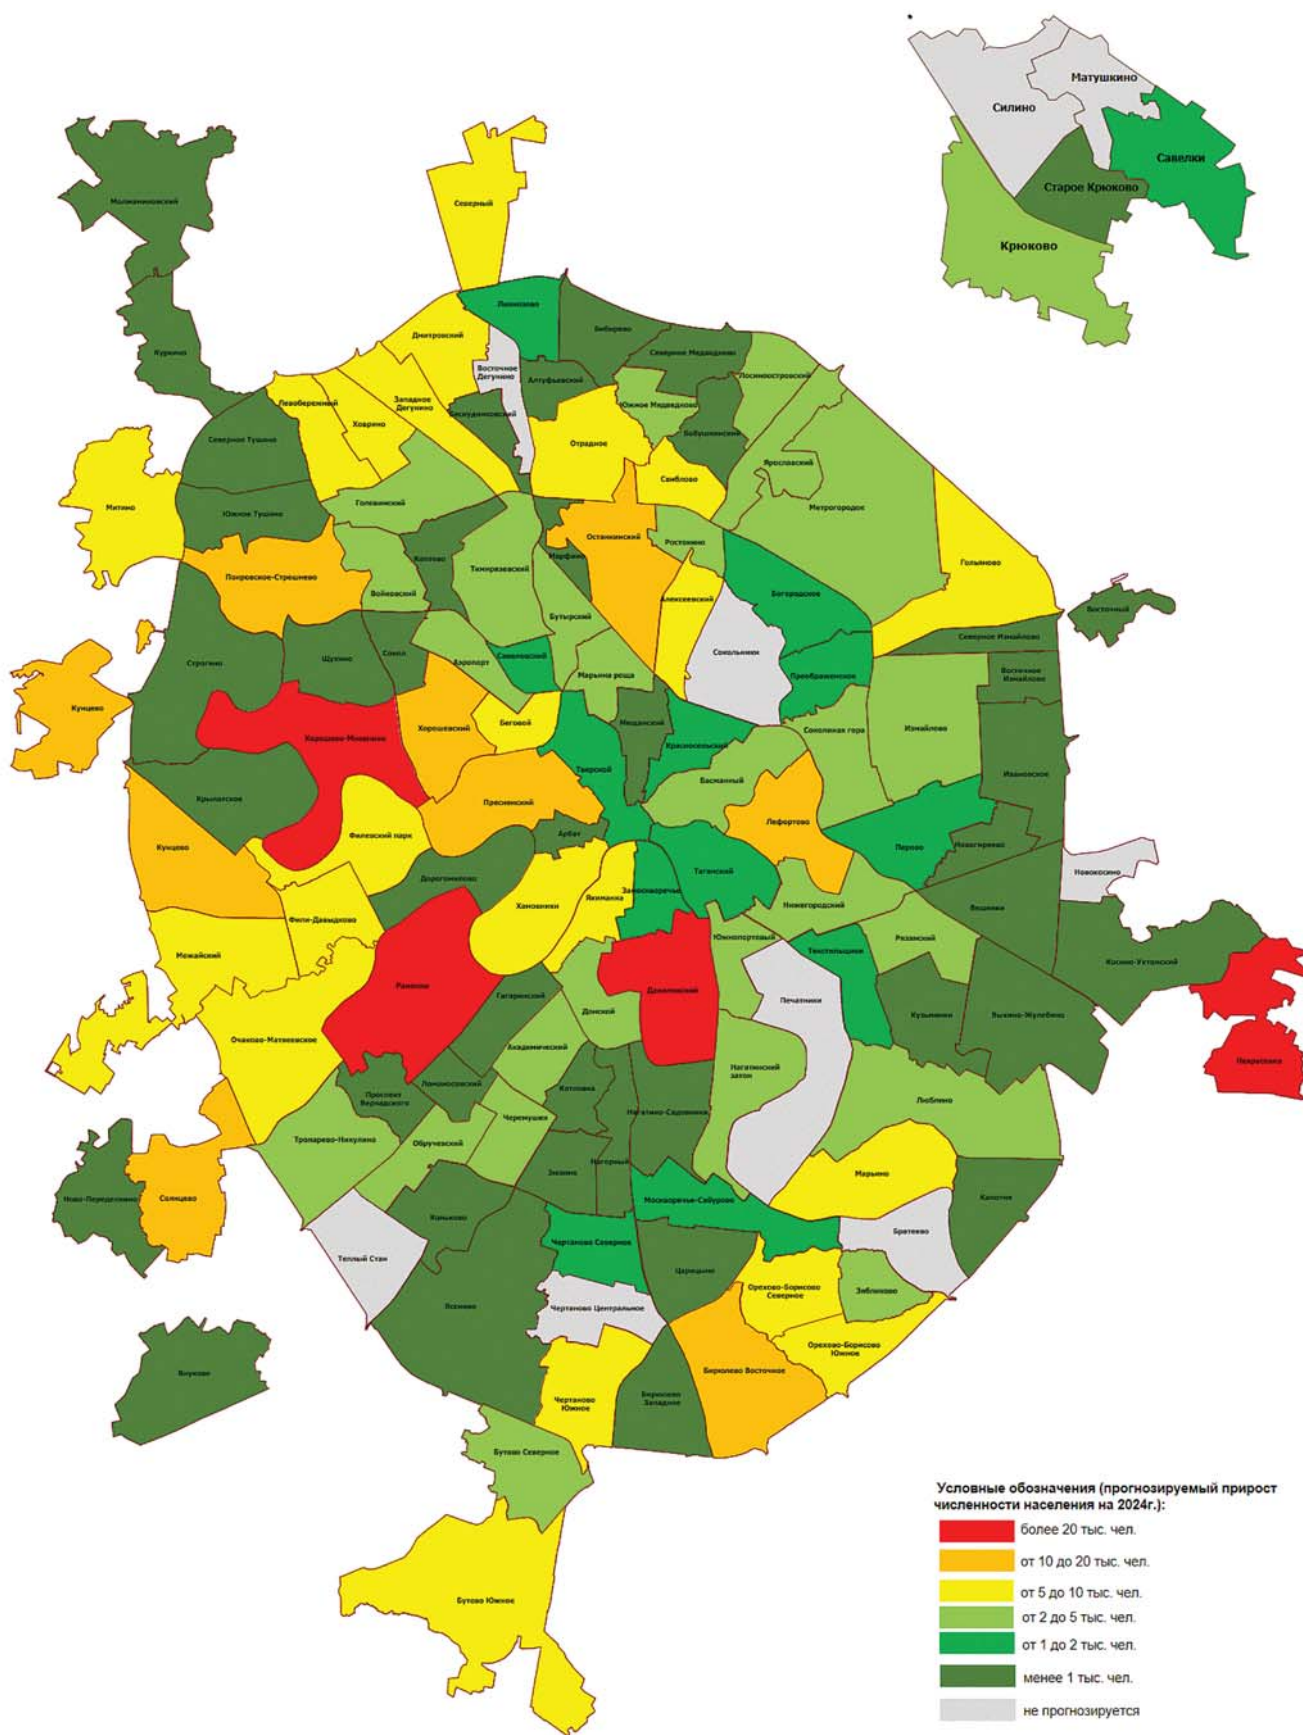 Матушкино
Силино
Савелки
Старое Крюково
Крюково
Молжаниновский
Северный
Лианозово
Бибирево
Дмитровский
Северное Медведково
Куркино
Восточное
Дегунино
Лосиноостровский
Алтуфьевский
Левобережный
Западное
Дегунино
Южное Медведково
Бескудниковский
Ховрино
Бабушкинский
Северное Тушино
Отрадное
Ярославский
Свиблово
Головинский
Метрогородок
Митино
Южное Тушино
Останкинский
Ростокино
Коптево
Марфино
Гольяново
Тимирязевский
Покровское-Стрешнево
Войковский
Богородское
Алексеевский
Восточный
Бутырский
Северное Измайлово
Строгино
Щукино
Сокол
Сокольники
Аэропорт
Савеловский
Марьина роща
Преображенское
Восточное
Измайлово
Кунцево
Беговой
Мещанский
Хорошево-Мневники
Хорошевский
Соколиная гора
Измайлово
Красносельский
Тверской
Басманный
Ивановское
Крылатское
Пресненский
Лефортово
Филевский парк
Арбат
Перово
Новогиреево
Кунцево
Таганский
Новокосино
Дорогомилово
Замоскворечье
Хамовники
Якиманка
Нижегородский
Вешняки
Фили-Давыдково
Южнопортовый
Рязанский
Текстильщики
Можайский
Косино-Ухтомский
Раменки
Даниловский
Гагаринский
Печатники
Донской
Очаково-Матвеевское
Кузьминки
Выхино-Жулебино
Академический
Некрасовка
Нагатинский
затон
Ломоносовский
Котловка
Проспект
Вернадского
Люблино
Нагатино-Садовники
Черемушки
Тропарево-Никулино
Обручевский
Зюзино
Нагорный
Марьино
Ново-Переделкино
Солнцево
Москворечье-Сабурово
Капотня
Коньково
Братеево
Чертаново Северное
Теплый Стан
Царицыно
Орехово-Борисово
Северное
Зябликово
Ясенево
Чертаново Центральное
Орехово-Борисово
Южное
Внуково
Бирюлево Восточное
Чертаново
Южное
Бирюлево
Западное
Бутово Северное
Бутово Южное
Условные обозначения (прогнозируемый прирост
численности населения на 2024г.):
более 20 тыс. чел.
от 10 до 20 тыс. чел.
от 5 до 10 тыс. чел.
от 2 до 5 тыс. чел.
от 1 до 2 тыс. чел.
менее 1 тыс. чел.
не прогнозируется